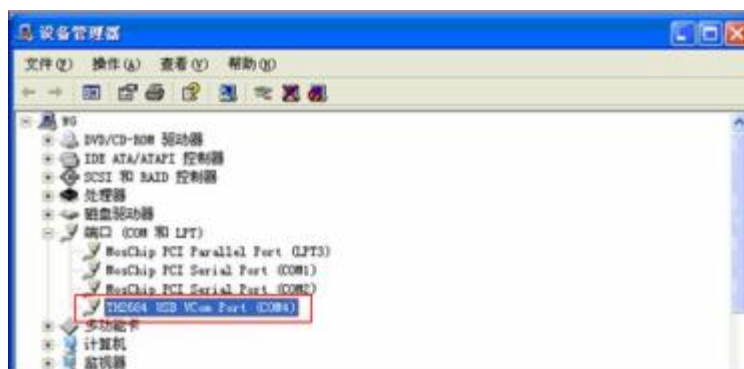 设备管理器
文件(F) 操作(A) 查看(V) 帮助(H)
WG
DVD/CD-ROM 驱动器
IDE ATA/ATAPI 控制器
SCSI 和 RAID 控制器
处理器
磁盘驱动器
端口 (COM 和 LPT)
MosChip PCI Parallel Port (LPT3)
MosChip PCI Serial Port (COM1)
MosChip PCI Serial Port (COM2)
TH2684 USB VCom Port (COM4)
多功能卡
计算机
监视器